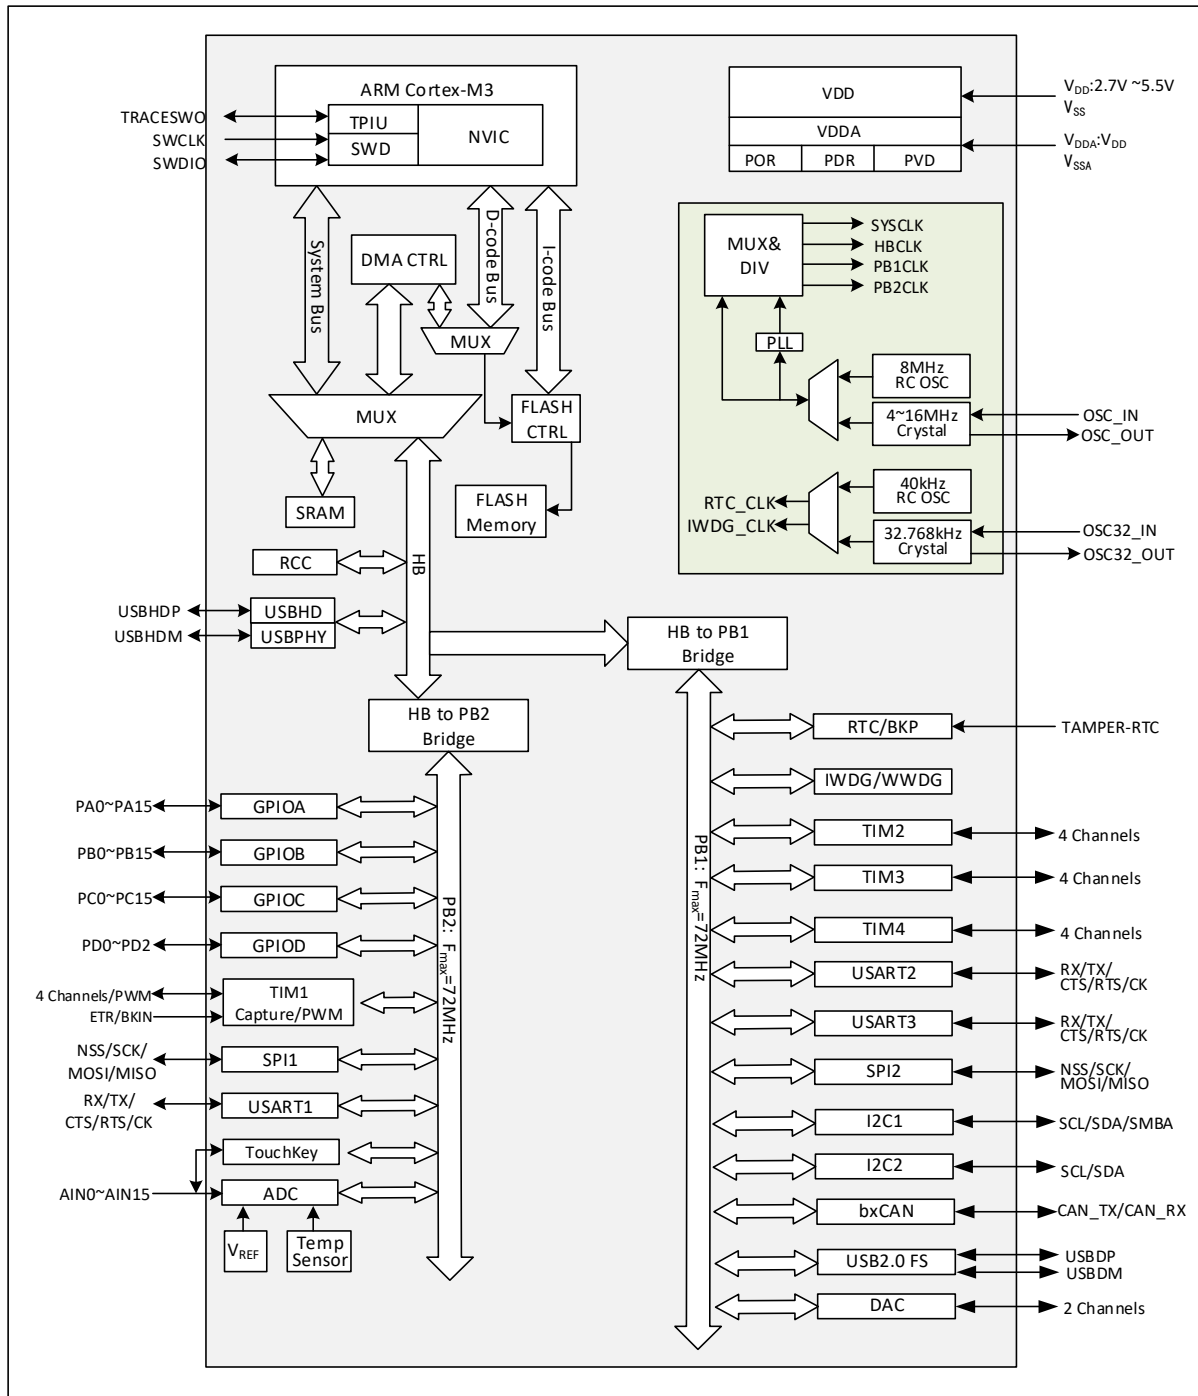 ARM Cortex-M3
TPIU
NVIC
SWD
TRACESWO
SWCLK
SWDIO
VDD
VDDA
POR
PDR
PVD
VDD:2.7V ~5.5V
VSS
VDDA:VDD
VSSA
System Bus
DMA CTRL
D-code Bus
I-code Bus
MUX
MUX
FLASH
CTRL
SRAM
FLASH
Memory
MUX&
DIV
SYSCLK
HBCLK
PB1CLK
PB2CLK
PLL
8MHz
RC OSC
4~16MHz
Crystal
OSC_IN
OSC_OUT
40kHz
RC OSC
RTC_CLK
IWDG_CLK
32.768kHz
Crystal
OSC32_IN
OSC32_OUT
RCC
HB
USBHDP
USBHD
USBHDM
USBPHY
HB to PB1
Bridge
HB to PB2
Bridge
PA0~PA15
GPIOA
PB0~PB15
GPIOB
PC0~PC15
GPIOC
PD0~PD2
GPIOD
4 Channels/PWM
ETR/BKIN
TIM1
Capture/PWM
NSS/SCK/
MOSI/MISO
SPI1
RX/TX/
CTS/RTS/CK
USART1
TouchKey
AIN0~AIN15
ADC
VREF
Temp
Sensor
PB2: Fmax=72MHz
PB1: Fmax=72MHz
RTC/BKP
TAMPER-RTC
IWDG/WWDG
TIM2
4 Channels
TIM3
4 Channels
TIM4
4 Channels
USART2
RX/TX/
CTS/RTS/CK
USART3
RX/TX/
CTS/RTS/CK
SPI2
NSS/SCK/
MOSI/MISO
I2C1
SCL/SDA/SMBA
I2C2
SCL/SDA
bxCAN
CAN_TX/CAN_RX
USB2.0 FS
USBDP
USBDM
DAC
2 Channels